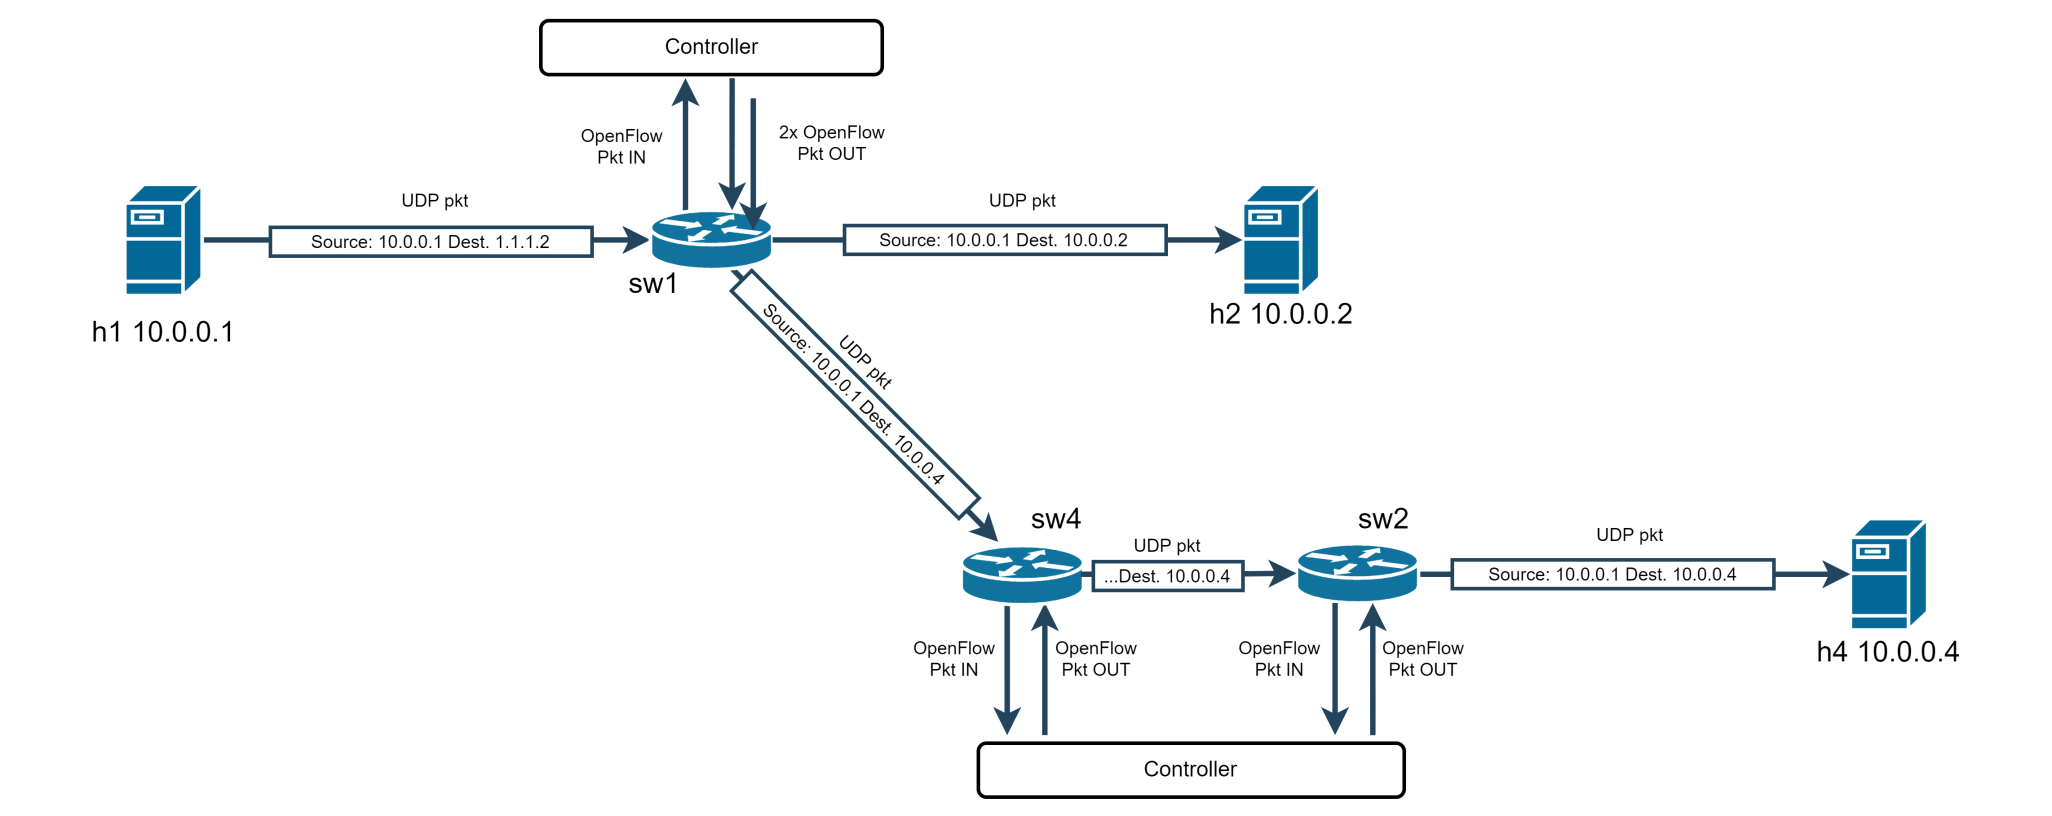 Controller
OpenFlow
Pkt IN
2x OpenFlow
Pkt OUT
UDP pkt
Source: 10.0.0.1 Dest. 1.1.1.2
UDP pkt
Source: 10.0.0.1 Dest. 10.0.0.2
sw1
h1 10.0.0.1
h2 10.0.0.2
UDP pkt
Source: 10.0.0.1 Dest. 10.0.0.4
sw4
sw2
UDP pkt
...Dest. 10.0.0.4
UDP pkt
Source: 10.0.0.1 Dest. 10.0.0.4
OpenFlow
Pkt IN
OpenFlow
Pkt OUT
OpenFlow
Pkt IN
OpenFlow
Pkt OUT
h4 10.0.0.4
Controller